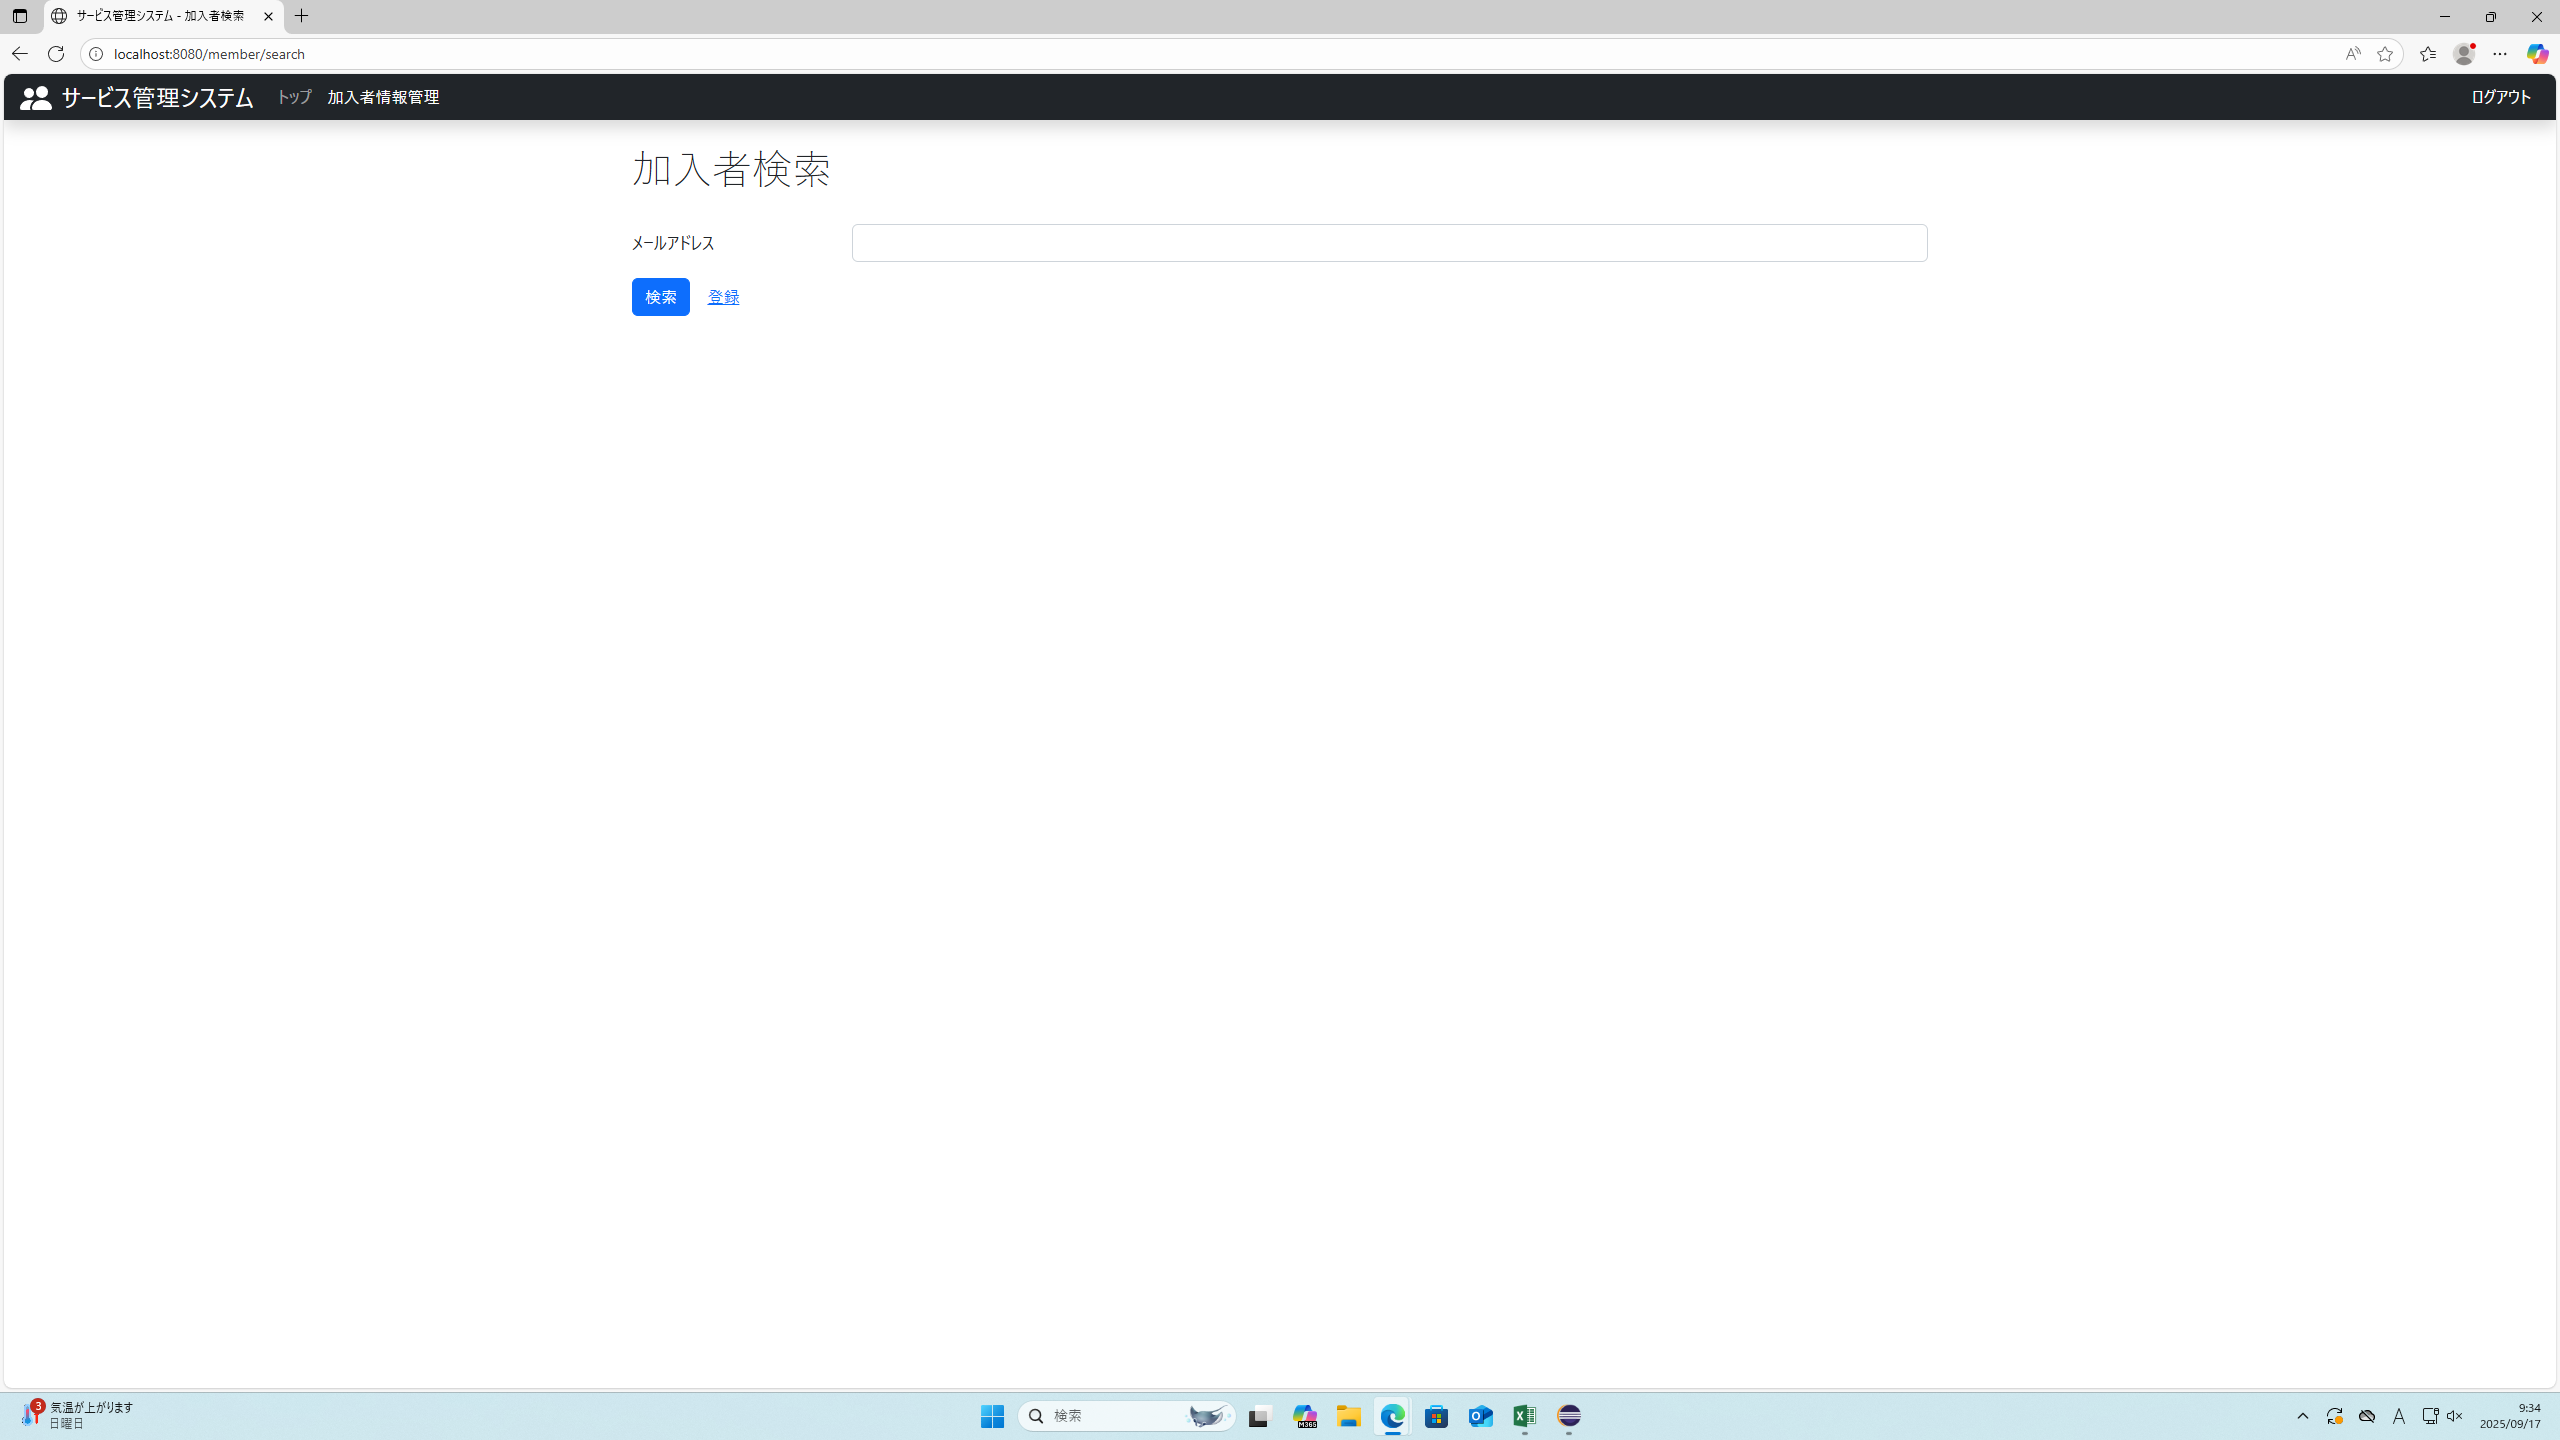 サービス管理システム - 加入者検索
localhost:8080/member/search
サービス管理システム トップ 加入者情報管理 ログアウト
加入者検索
メールアドレス
検索 登録
3 気温が上がります
日曜日
検索
M365
A
9:34
2025/09/17